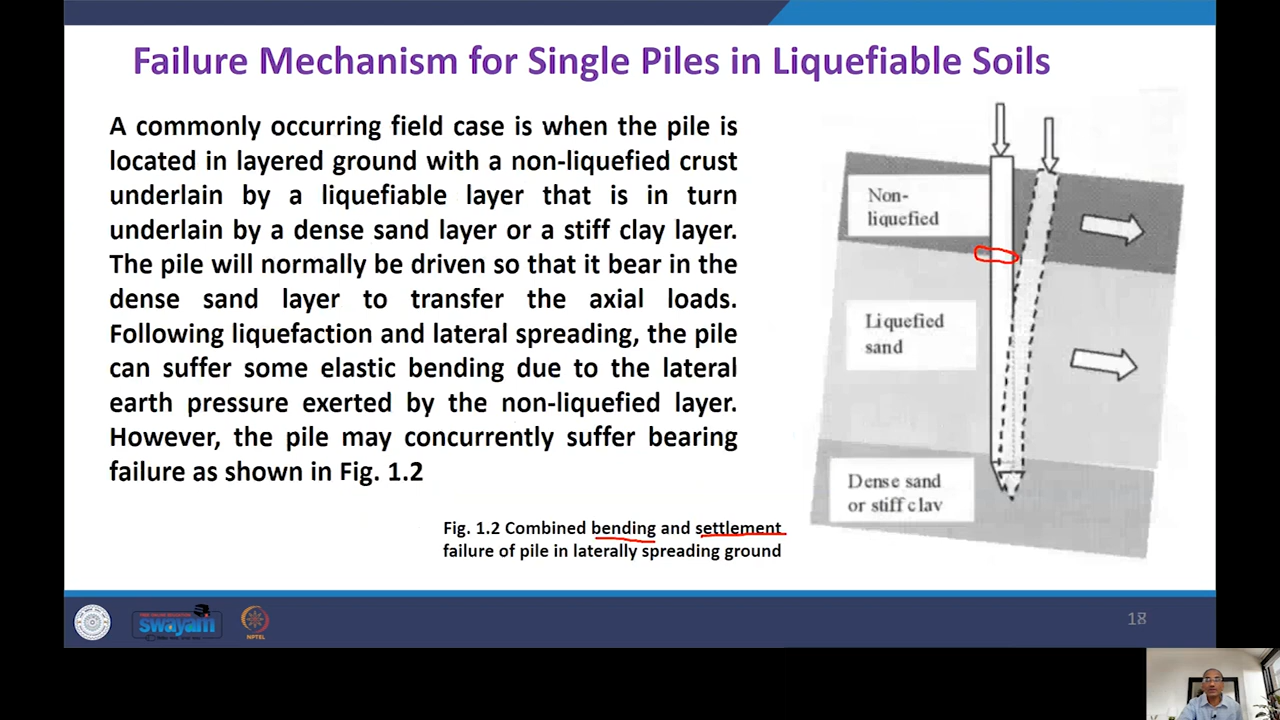 Failure Mechanism for Single Piles in Liquefiable Soils
A commonly occurring field case is when the pile is
located in layered ground with a non-liquefied crust
underlain by a liquefiable layer that is in turn
underlain by a dense sand layer or a stiff clay layer.
The pile will normally be driven so that it bear in the
dense sand layer to transfer the axial loads.
Following liquefaction and lateral spreading, the pile
can suffer some elastic bending due to the lateral
earth pressure exerted by the non-liquefied layer.
However, the pile may concurrently suffer bearing
failure as shown in Fig. 1.2
Non-
liquefied
Liquefied
sand
Dense sand
or stiff clav
Fig. 1.2 Combined bending and settlement
failure of pile in laterally spreading ground
swayam
NPTEL
18